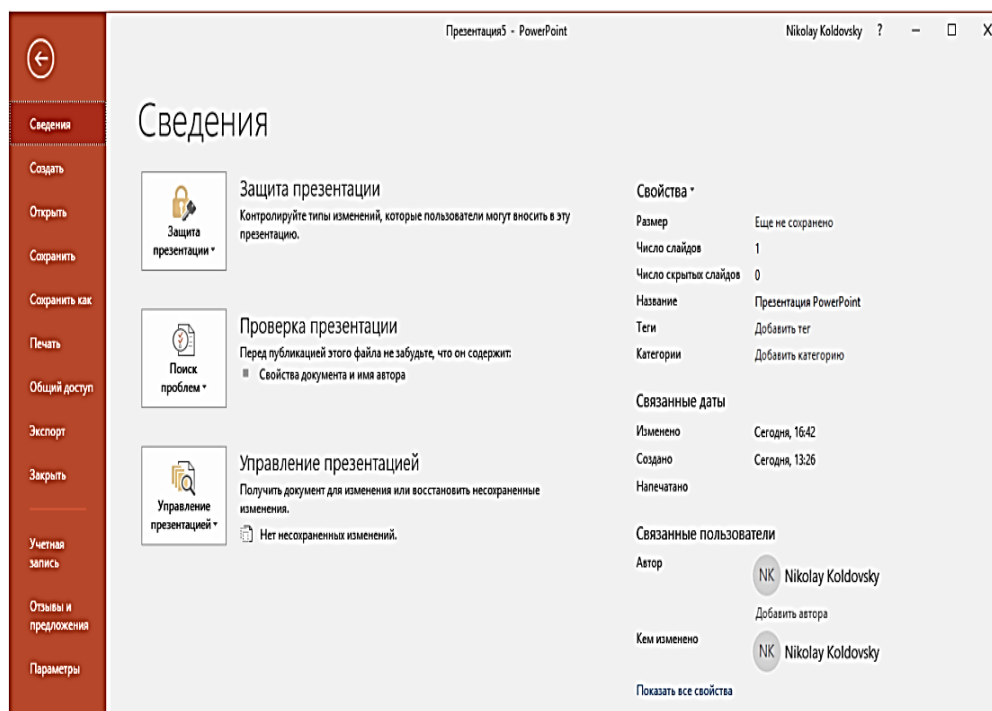 Презентация5 - PowerPoint
Nikolay Koldovsky ?
Сведения
Создать
Открыть
Сохранить
Сохранить как
Печать
Общий доступ
Экспорт
Закрыть
Учетная
запись
Отзывы и
предложения
Параметры
Сведения
Защита
презентации
Защита презентации
Контролируйте типы изменений, которые пользователи могут вносить в эту
презентацию.
Поиск
проблем
Проверка презентации
Перед публикацией этого файла не забудьте, что он содержит:
Свойства документа и имя автора
Управление
презентацией
Управление презентацией
Получить документ для изменения или восстановить несохраненные
изменения.
Нет несохраненных изменений.
Свойства
Размер Еще не сохранено
Число слайдов 1
Число скрытых слайдов 0
Название Презентация PowerPoint
Теги Добавить тег
Категории Добавить категорию
Связанные даты
Изменено Сегодня, 16:42
Создано Сегодня, 13:26
Напечатано
Связанные пользователи
Автор NK Nikolay Koldovsky
Добавить автора
Кем изменено NK Nikolay Koldovsky
Показать все свойства